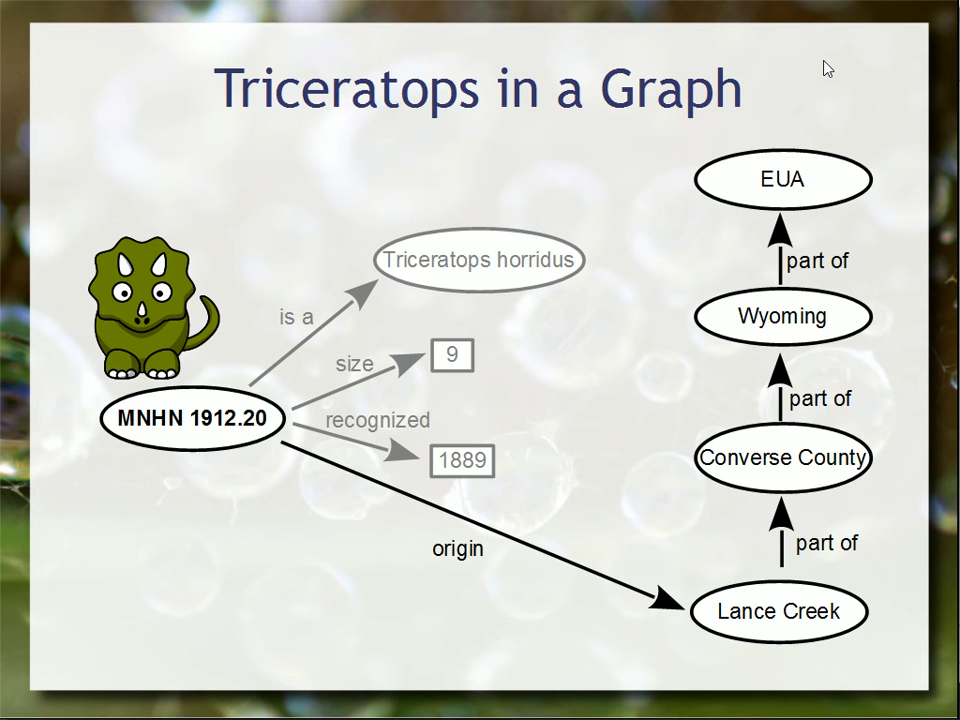 Triceratops in a Graph
EUA
part of
Triceratops horridus
is a
Wyoming
size
9
part of
MNHN 1912.20
recognized
1889
Converse County
part of
origin
Lance Creek